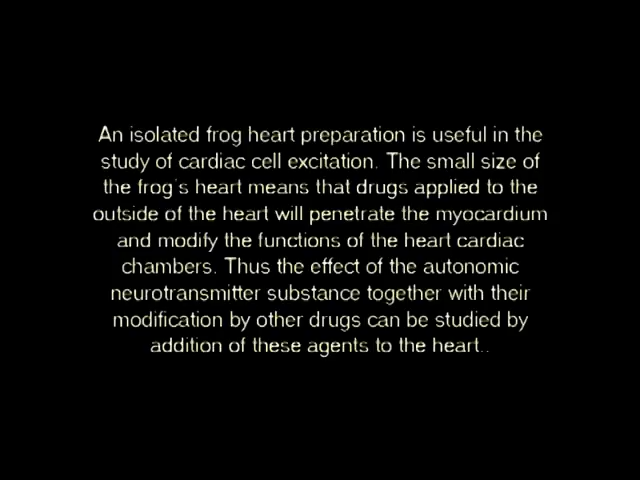 An isolated frog heart preparation is useful in the
study of cardiac cell excitation. The small size of
the frog's heart means that drugs applied to the
outside of the heart will penetrate the myocardium
and modify the functions of the heart cardiac
chambers. Thus the effect of the autonomic
neurotransmitter substance together with their
modification by other drugs can be studied by
addition of these agents to the heart..